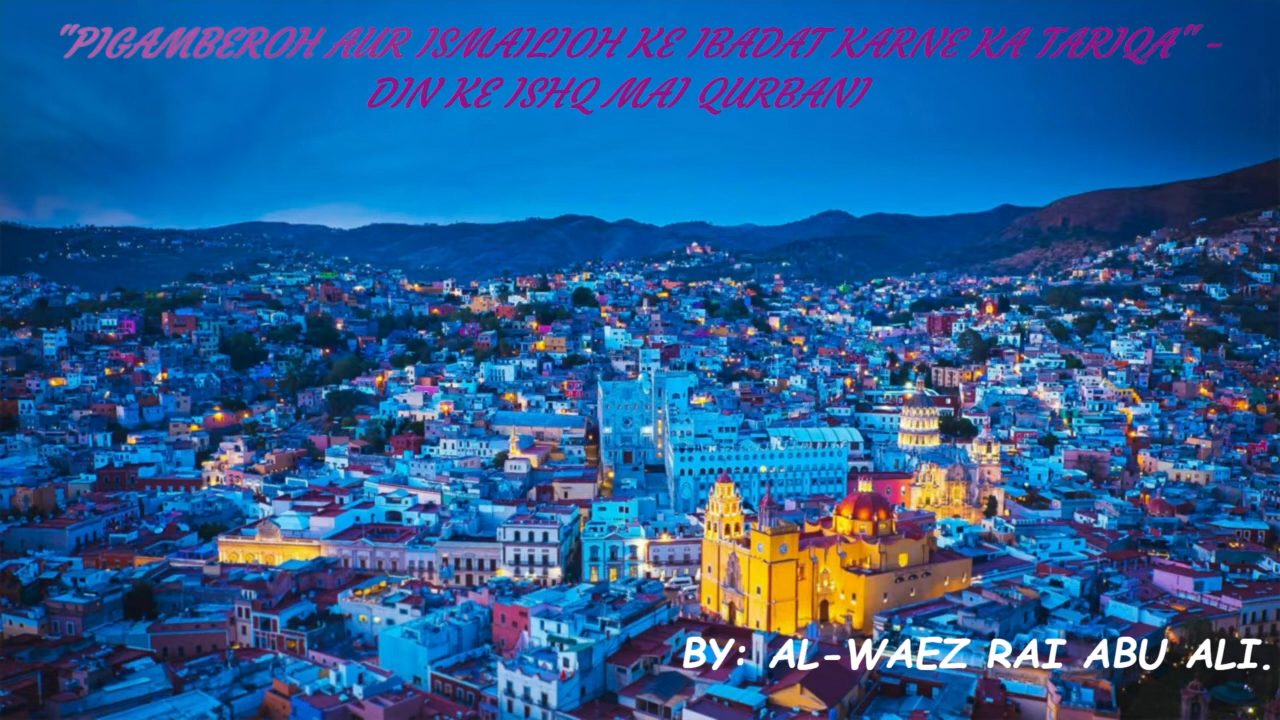 "PIGAMBEROH AUR ISMAILIOH KE IBADAT KARNE KA TARIQA" -
DIN KE ISHQ MAI QURBANI
BY: AL-WAEZ RAI ABU ALI.